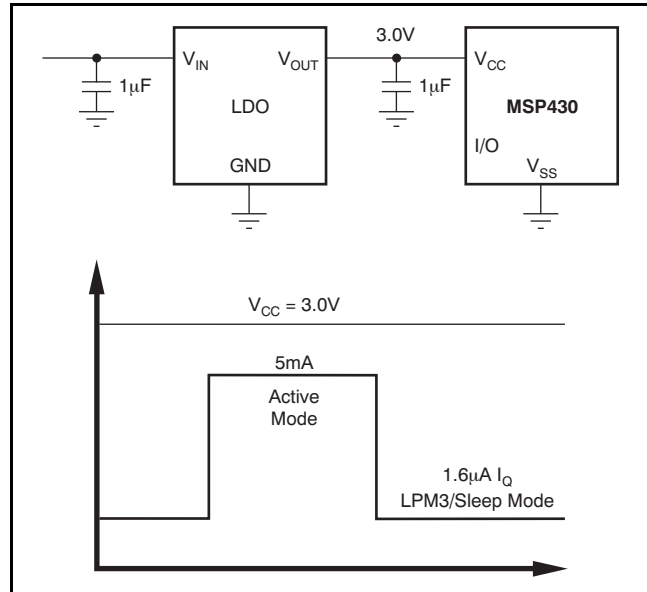 3.0V
V_IN V_OUT V_CC
1μF 1μF
LDO MSP430
I/O
GND V_SS
V_CC = 3.0V
5mA
Active
Mode
1.6μA I_Q
LPM3/Sleep Mode